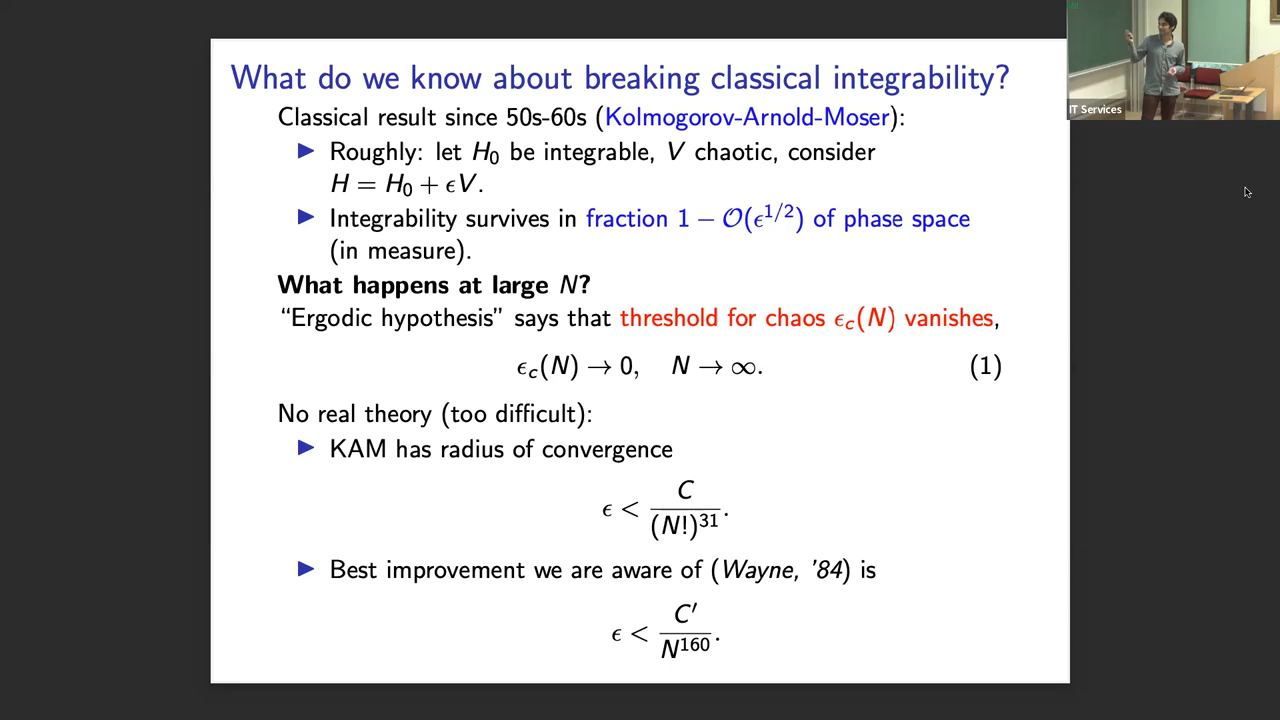 What do we know about breaking classical integrability?
Classical result since 50s-60s (Kolmogorov-Arnold-Moser):
▶ Roughly: let H₀ be integrable, V chaotic, consider
H = H₀ + ϵV.
▶ Integrability survives in fraction 1 − 𝒪(ϵ^{1/2}) of phase space
(in measure).
What happens at large N?
“Ergodic hypothesis” says that threshold for chaos ϵ_c(N) vanishes,
ϵ_c(N) → 0, N → ∞. (1)
No real theory (too difficult):
▶ KAM has radius of convergence
ϵ < C / (N!)^{31}.
▶ Best improvement we are aware of (Wayne, ’84) is
ϵ < C′ / N^{160}.
IT Services